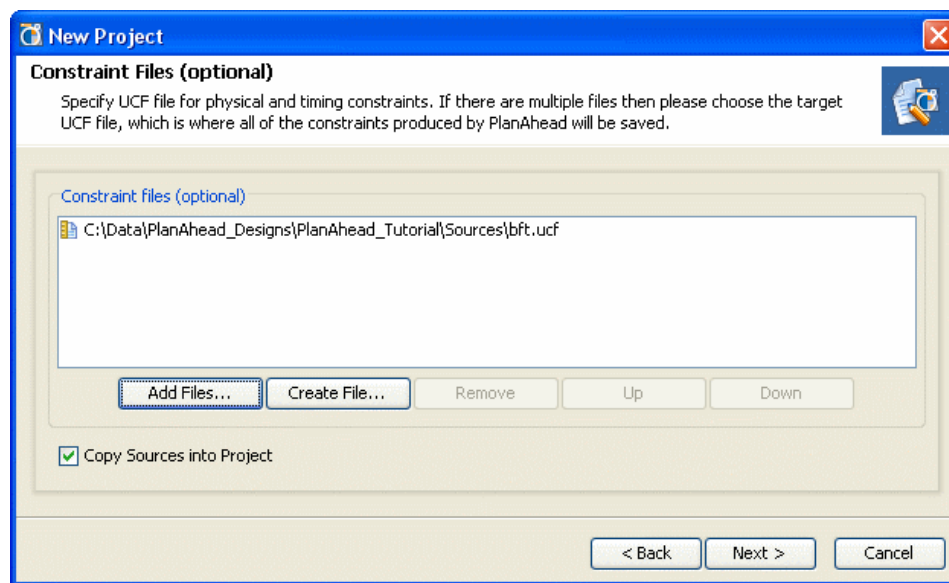 New Project
Constraint Files (optional)
Specify UCF file for physical and timing constraints. If there are multiple files then please choose the target
UCF file, which is where all of the constraints produced by PlanAhead will be saved.
Constraint files (optional)
C:\Data\PlanAhead_Designs\PlanAhead_Tutorial\Sources\bft.ucf
Add Files... Create File... Remove Up Down
Copy Sources into Project
< Back Next > Cancel